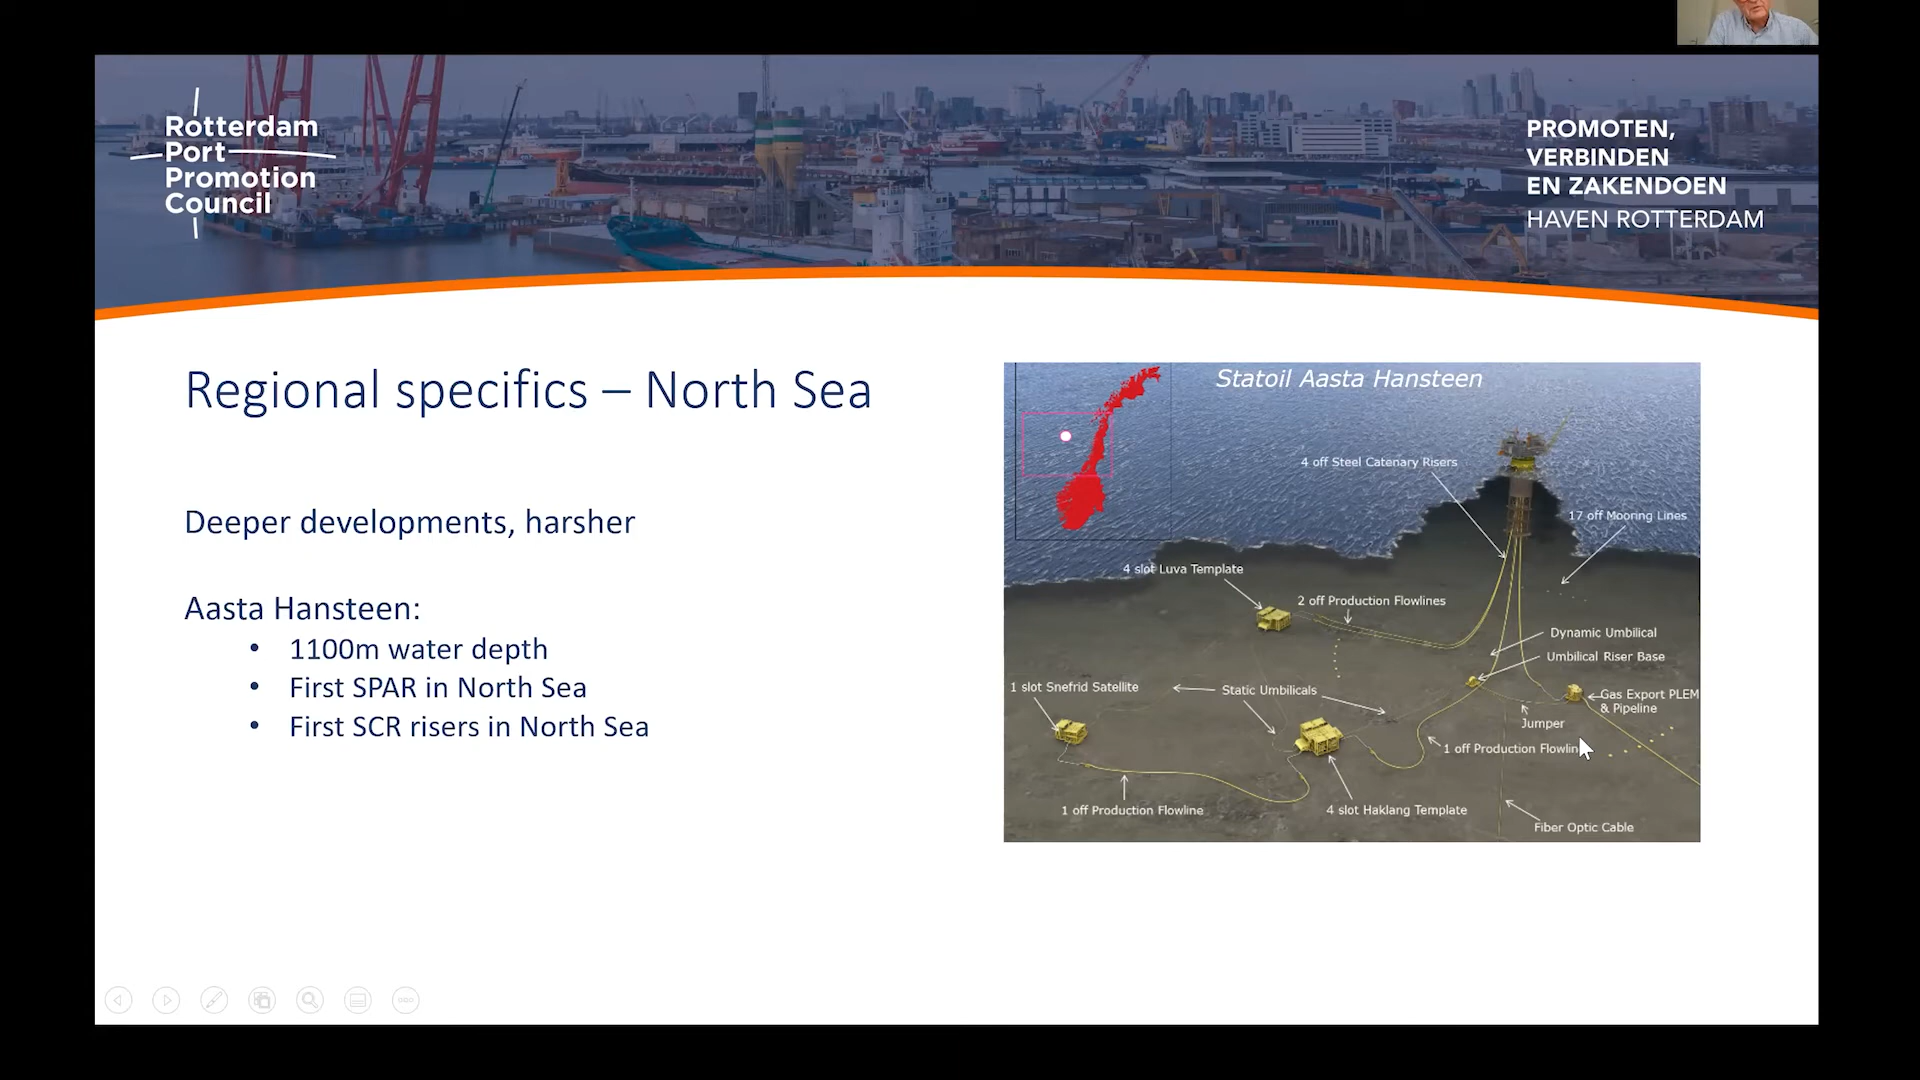 Rotterdam
Port
Promotion
Council
PROMOTEN,
VERBINDEN
EN ZAKENDOEN
HAVEN ROTTERDAM
Regional specifics – North Sea
Deeper developments, harsher
Aasta Hansteen:
• 1100m water depth
• First SPAR in North Sea
• First SCR risers in North Sea
Statoil Aasta Hansteen
4 off Steel Catenary Risers
17 off Mooring Lines
4 slot Luva Template
2 off Production Flowlines
Dynamic Umbilical
Umbilical Riser Base
1 slot Snefrid Satellite
Static Umbilicals
Gas Export PLEM
& Pipeline
Jumper
1 off Production Flowline
1 off Production Flowline
4 slot Haklang Template
Fiber Optic Cable